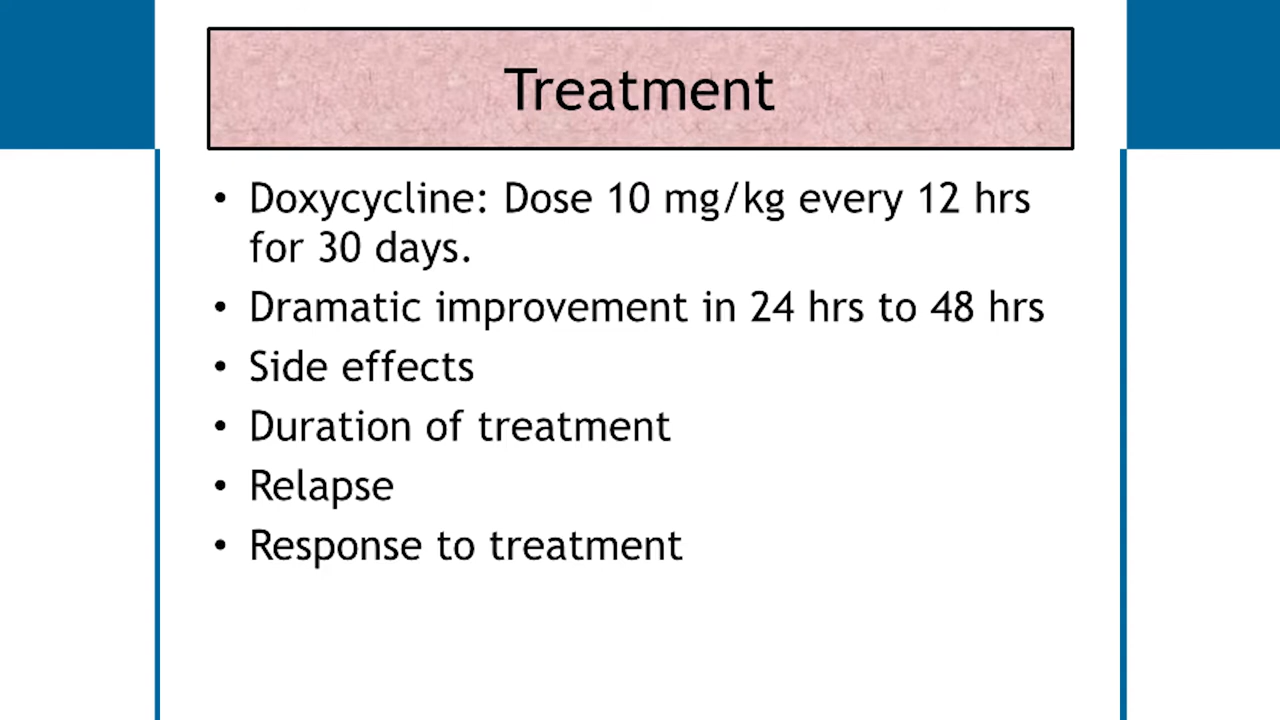 Treatment
• Doxycycline: Dose 10 mg/kg every 12 hrs
for 30 days.
• Dramatic improvement in 24 hrs to 48 hrs
• Side effects
• Duration of treatment
• Relapse
• Response to treatment